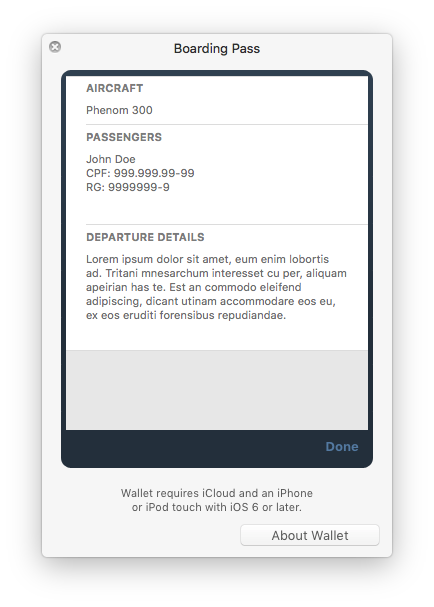 Boarding Pass
AIRCRAFT
Phenom 300
PASSENGERS
John Doe
CPF: 999.999.99-99
RG: 9999999-9
DEPARTURE DETAILS
Lorem ipsum dolor sit amet, eum enim lobortis
ad. Tritani mnesarchum interesset cu per, aliquam
apeirian has te. Est an commodo eleifend
adipiscing, dicant utinam accommodare eos eu,
ex eos eruditi forensibus repudiandae.
Done
Wallet requires iCloud and an iPhone
or iPod touch with iOS 6 or later.
About Wallet